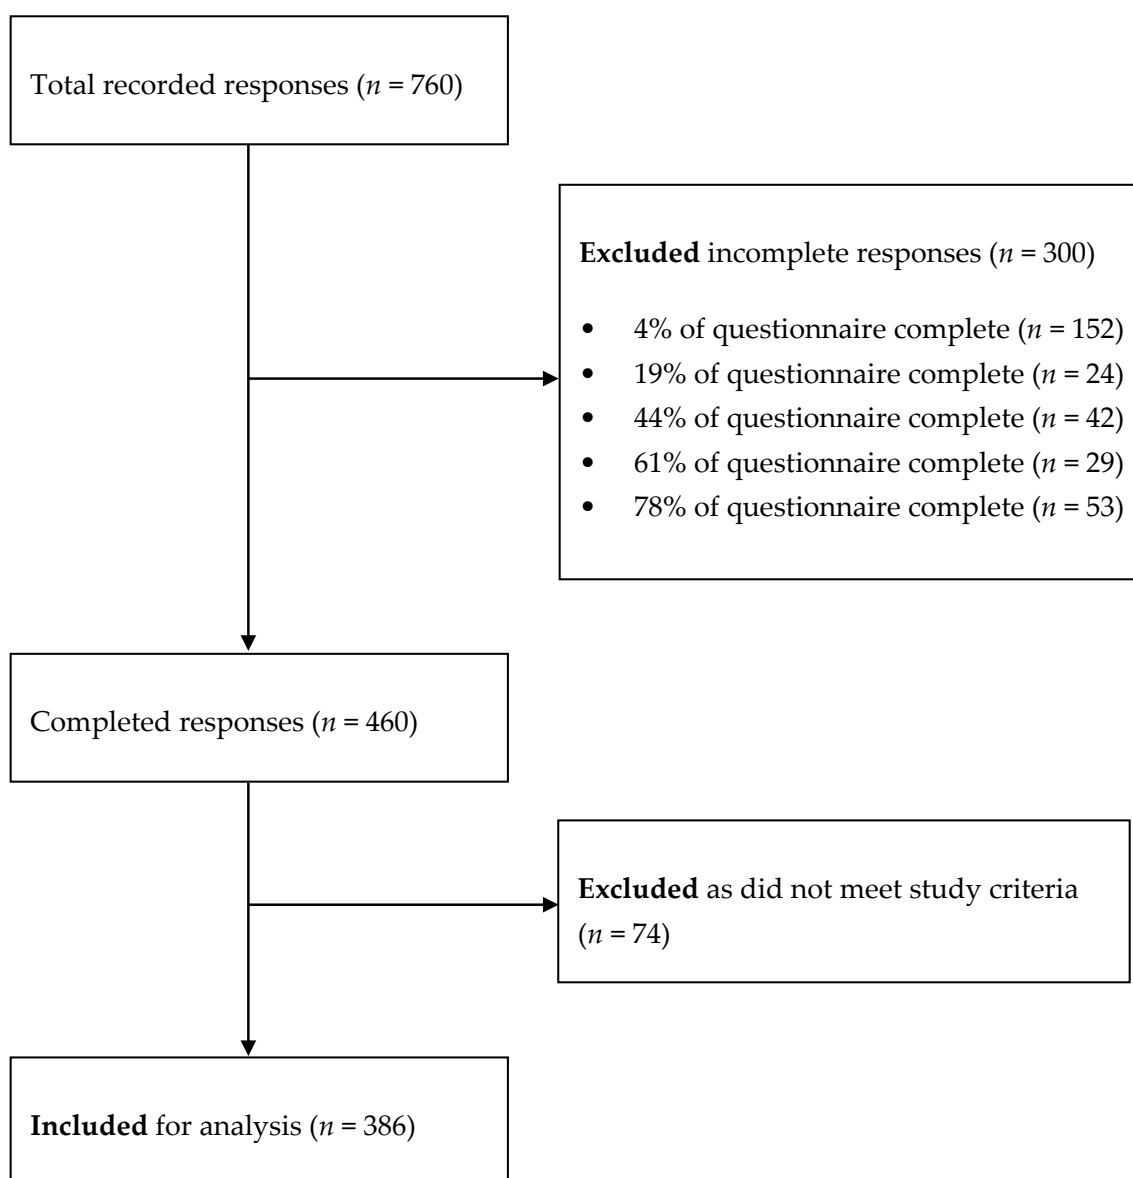 Total recorded responses (n = 760)
Excluded incomplete responses (n = 300)
• 4% of questionnaire complete (n = 152)
• 19% of questionnaire complete (n = 24)
• 44% of questionnaire complete (n = 42)
• 61% of questionnaire complete (n = 29)
• 78% of questionnaire complete (n = 53)
Completed responses (n = 460)
Excluded as did not meet study criteria
(n = 74)
Included for analysis (n = 386)